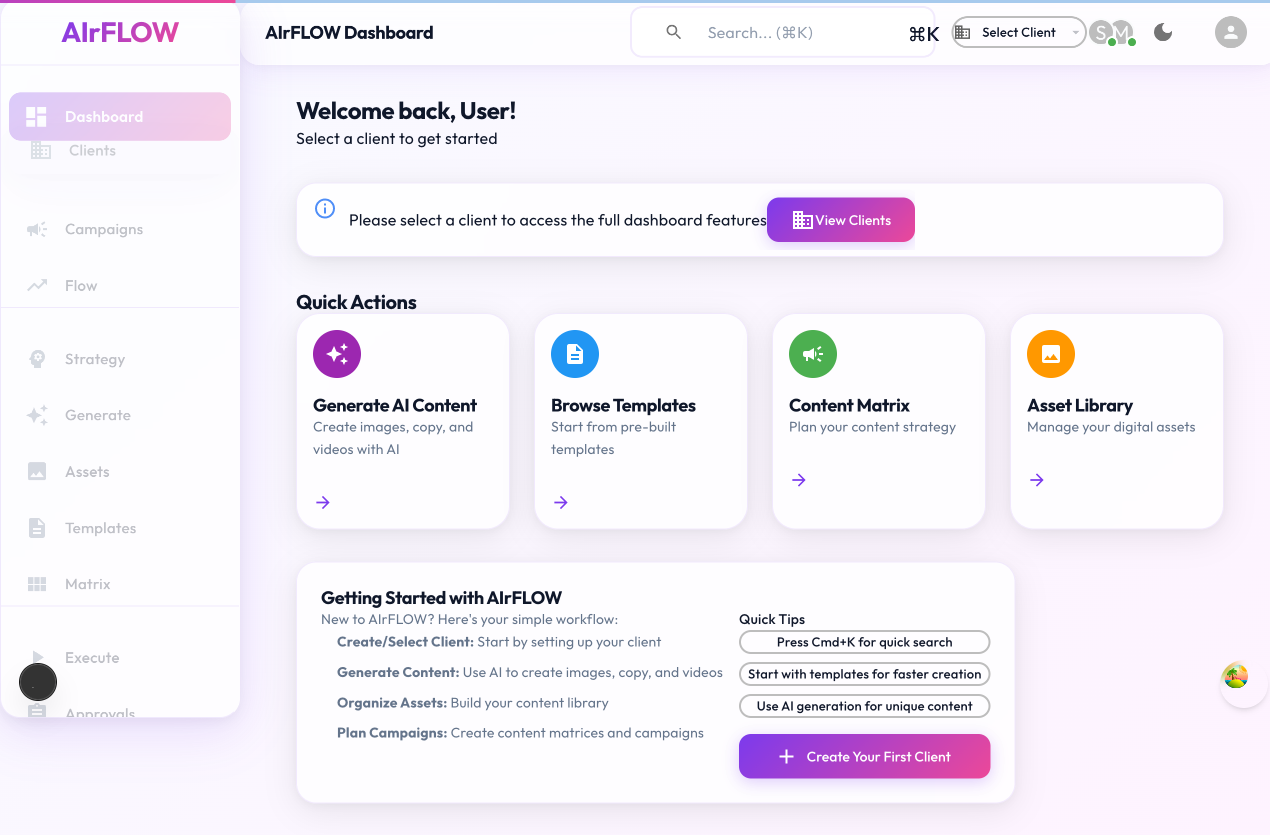 AIrFLOW
AIrFLOW Dashboard
Search... (⌘K)
⌘K
Select Client
S
M
Dashboard
Clients
Campaigns
Flow
Strategy
Generate
Assets
Templates
Matrix
Execute
Approvals
Welcome back, User!
Select a client to get started
Please select a client to access the full dashboard features
View Clients
Quick Actions
Generate AI Content
Create images, copy, and
videos with AI
Browse Templates
Start from pre-built
templates
Content Matrix
Plan your content strategy
Asset Library
Manage your digital assets
Getting Started with AIrFLOW
New to AIrFLOW? Here's your simple workflow:
Create/Select Client: Start by setting up your client
Generate Content: Use AI to create images, copy, and videos
Organize Assets: Build your content library
Plan Campaigns: Create content matrices and campaigns
Quick Tips
Press Cmd+K for quick search
Start with templates for faster creation
Use AI generation for unique content
Create Your First Client